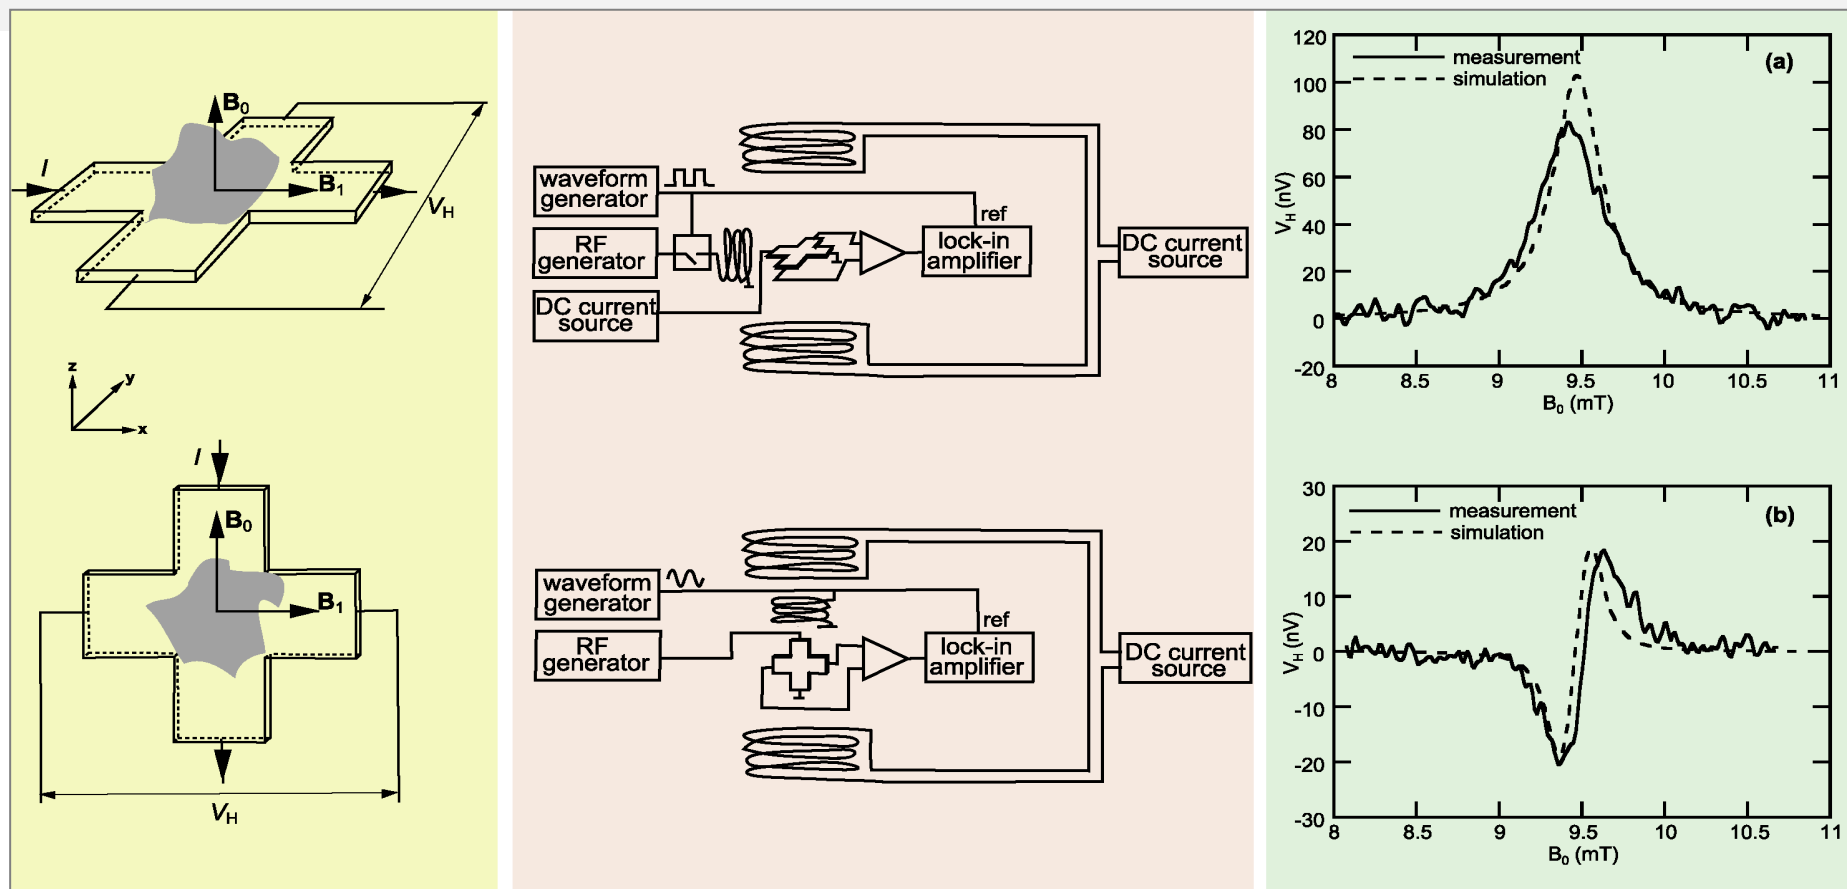 B0
I
B1
VH
z
y
x
I
B0
B1
VH
waveform
generator
ref
RF
generator
lock-in
amplifier
DC current
source
DC current
source
waveform
generator
ref
RF
generator
lock-in
amplifier
DC current
source
120
measurement
(a)
simulation
100
80
60
VH (nV)
40
20
0
-20
8
8.5
9
9.5
10
10.5
11
B0 (mT)
30
measurement
(b)
simulation
20
10
VH (nV)
0
-10
-20
-30
8
8.5
9
9.5
10
10.5
11
B0 (mT)